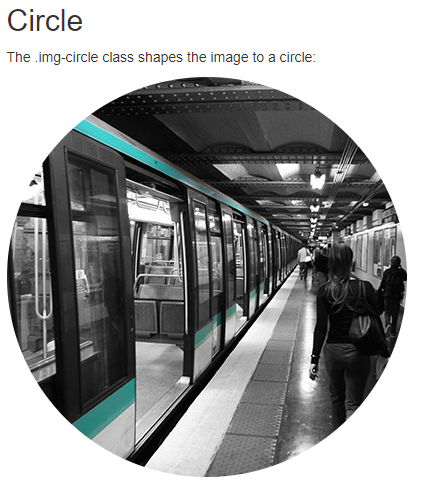 Circle
The .img-circle class shapes the image to a circle: